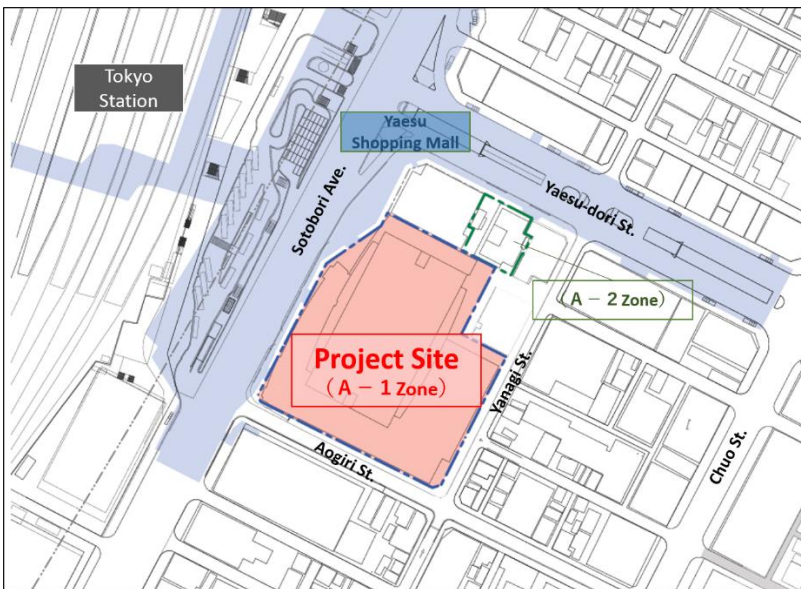 Tokyo
Station
Yaesu
Shopping Mall
Sotobori Ave.
Yaesu-dori St.
（A－2 Zone）
Project Site
（A－1 Zone）
Yanagi St.
Aogiri St.
Chuo St.